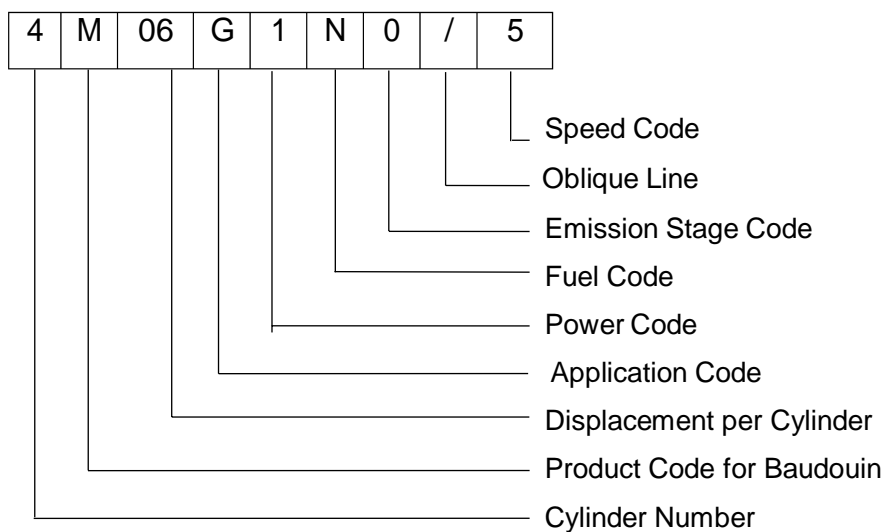 4 M 06 G 1 N 0 / 5
Speed Code
Oblique Line
Emission Stage Code
Fuel Code
Power Code
Application Code
Displacement per Cylinder
Product Code for Baudouin
Cylinder Number